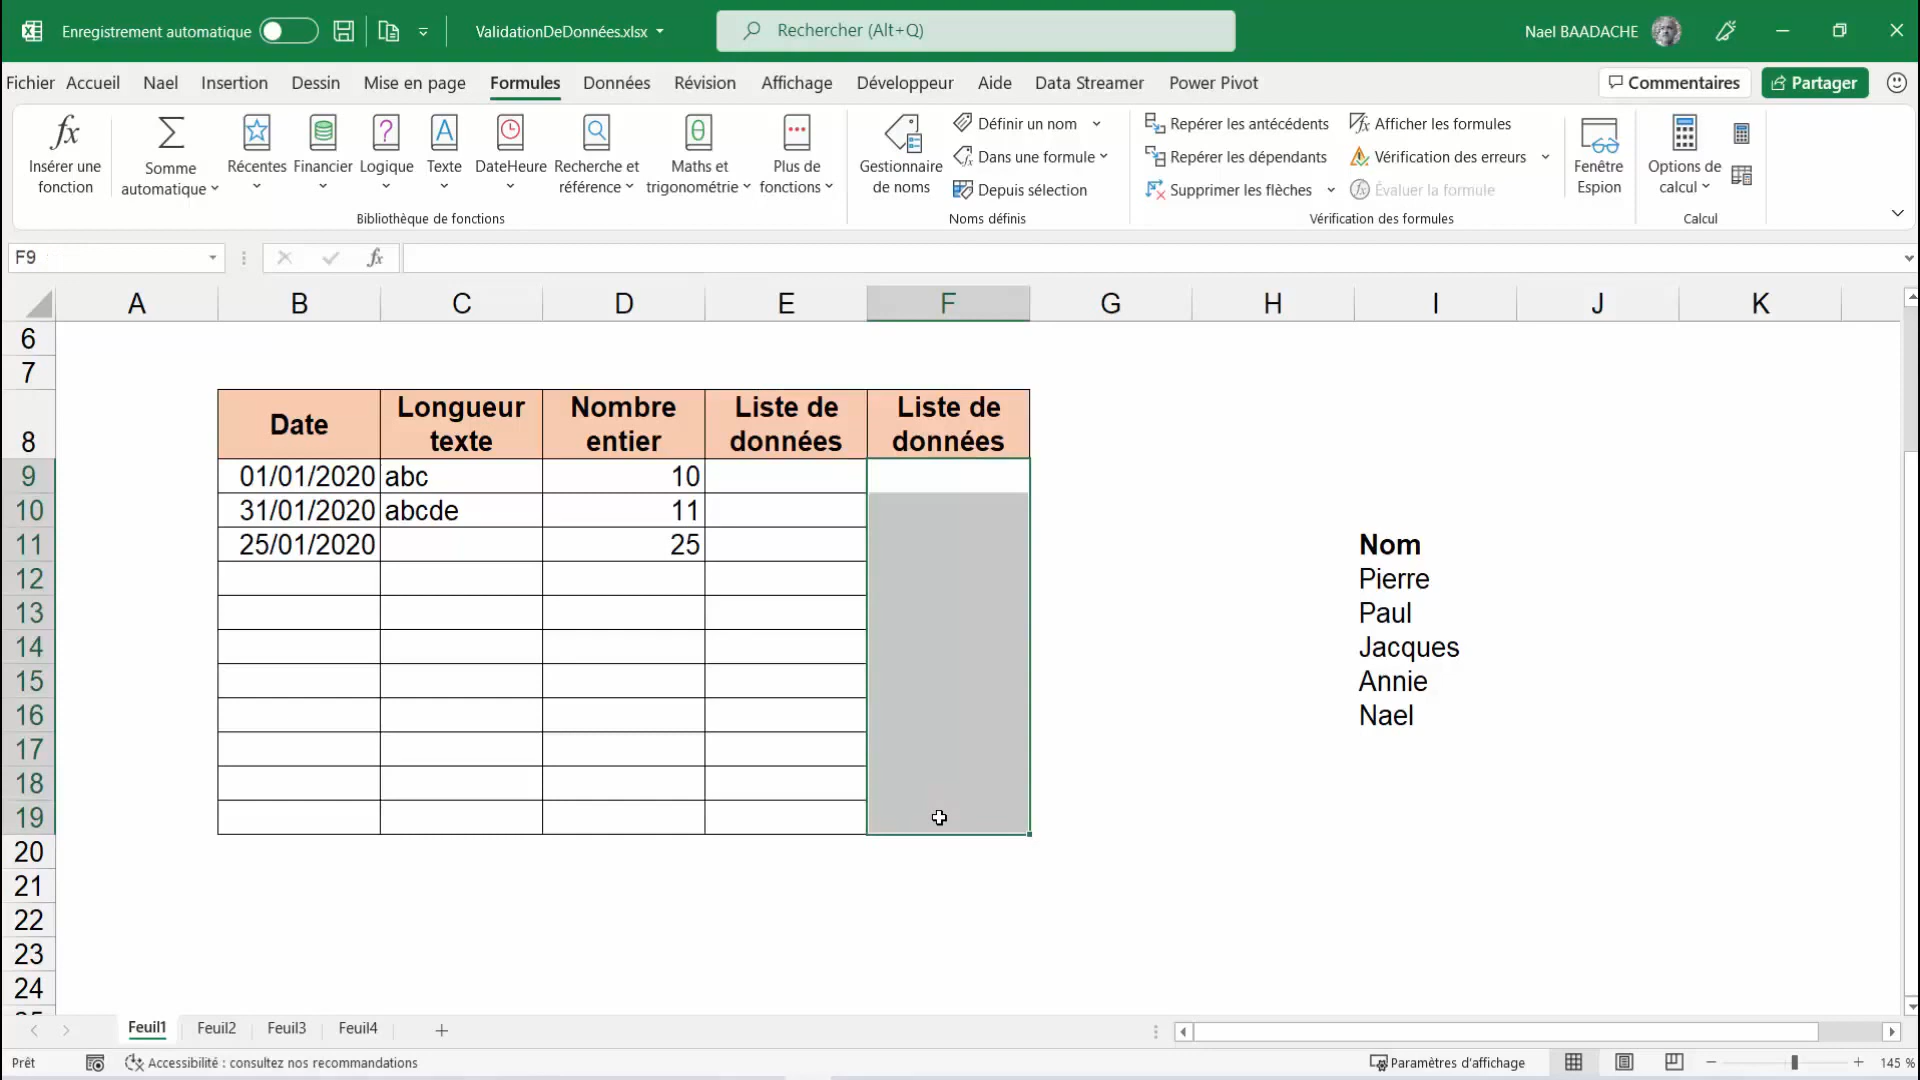 Enregistrement automatique ValidationDeDonnées.xlsx Rechercher (Alt+Q) Nael BAADACHE
Fichier Accueil Nael Insertion Dessin Mise en page Formules Données Révision Affichage Développeur Aide Data Streamer Power Pivot Commentaires Partager
Insérer une fonction
Somme automatique
Récentes
Financier
Logique
Texte
DateHeure
Recherche et référence
Maths et trigonométrie
Plus de fonctions
Bibliothèque de fonctions
Gestionnaire de noms
Définir un nom
Dans une formule
Depuis sélection
Noms définis
Repérer les antécédents
Repérer les dépendants
Supprimer les flèches
Afficher les formules
Vérification des erreurs
Évaluer la formule
Vérification des formules
Fenêtre Espion
Options de calcul
Calcul
F9 fx
A B C D E F G H I J K
6
7
8 Date Longueur texte Nombre entier Liste de données Liste de données
9 01/01/2020 abc 10
10 31/01/2020 abcde 11
11 25/01/2020 25 Nom
12 Pierre
13 Paul
14 Jacques
15 Annie
16 Nael
17
18
19
20
21
22
23
24
Feuil1 Feuil2 Feuil3 Feuil4
Prêt Accessibilité : consultez nos recommandations Paramètres d'affichage 145 %